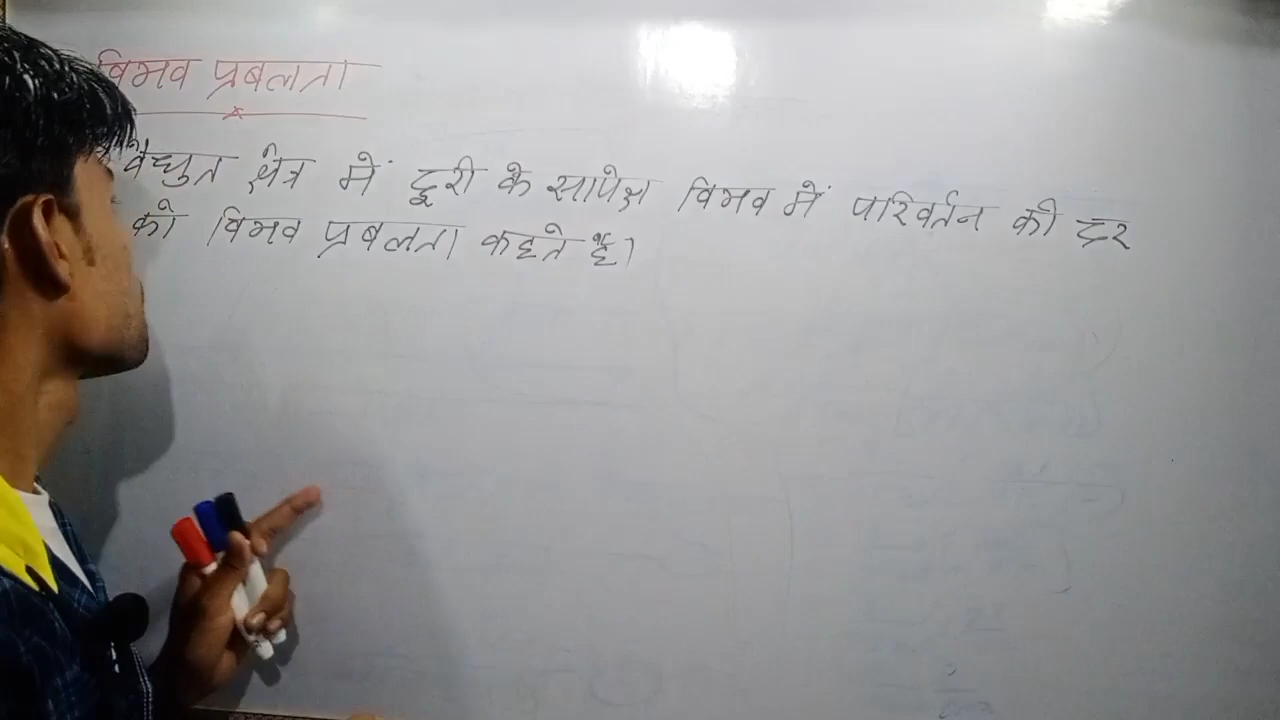 विभव प्रबलता
वैद्युत क्षेत्र में दूरी के सापेक्ष विभव में परिवर्तन की दर
को विभव प्रबलता कहते हैं।